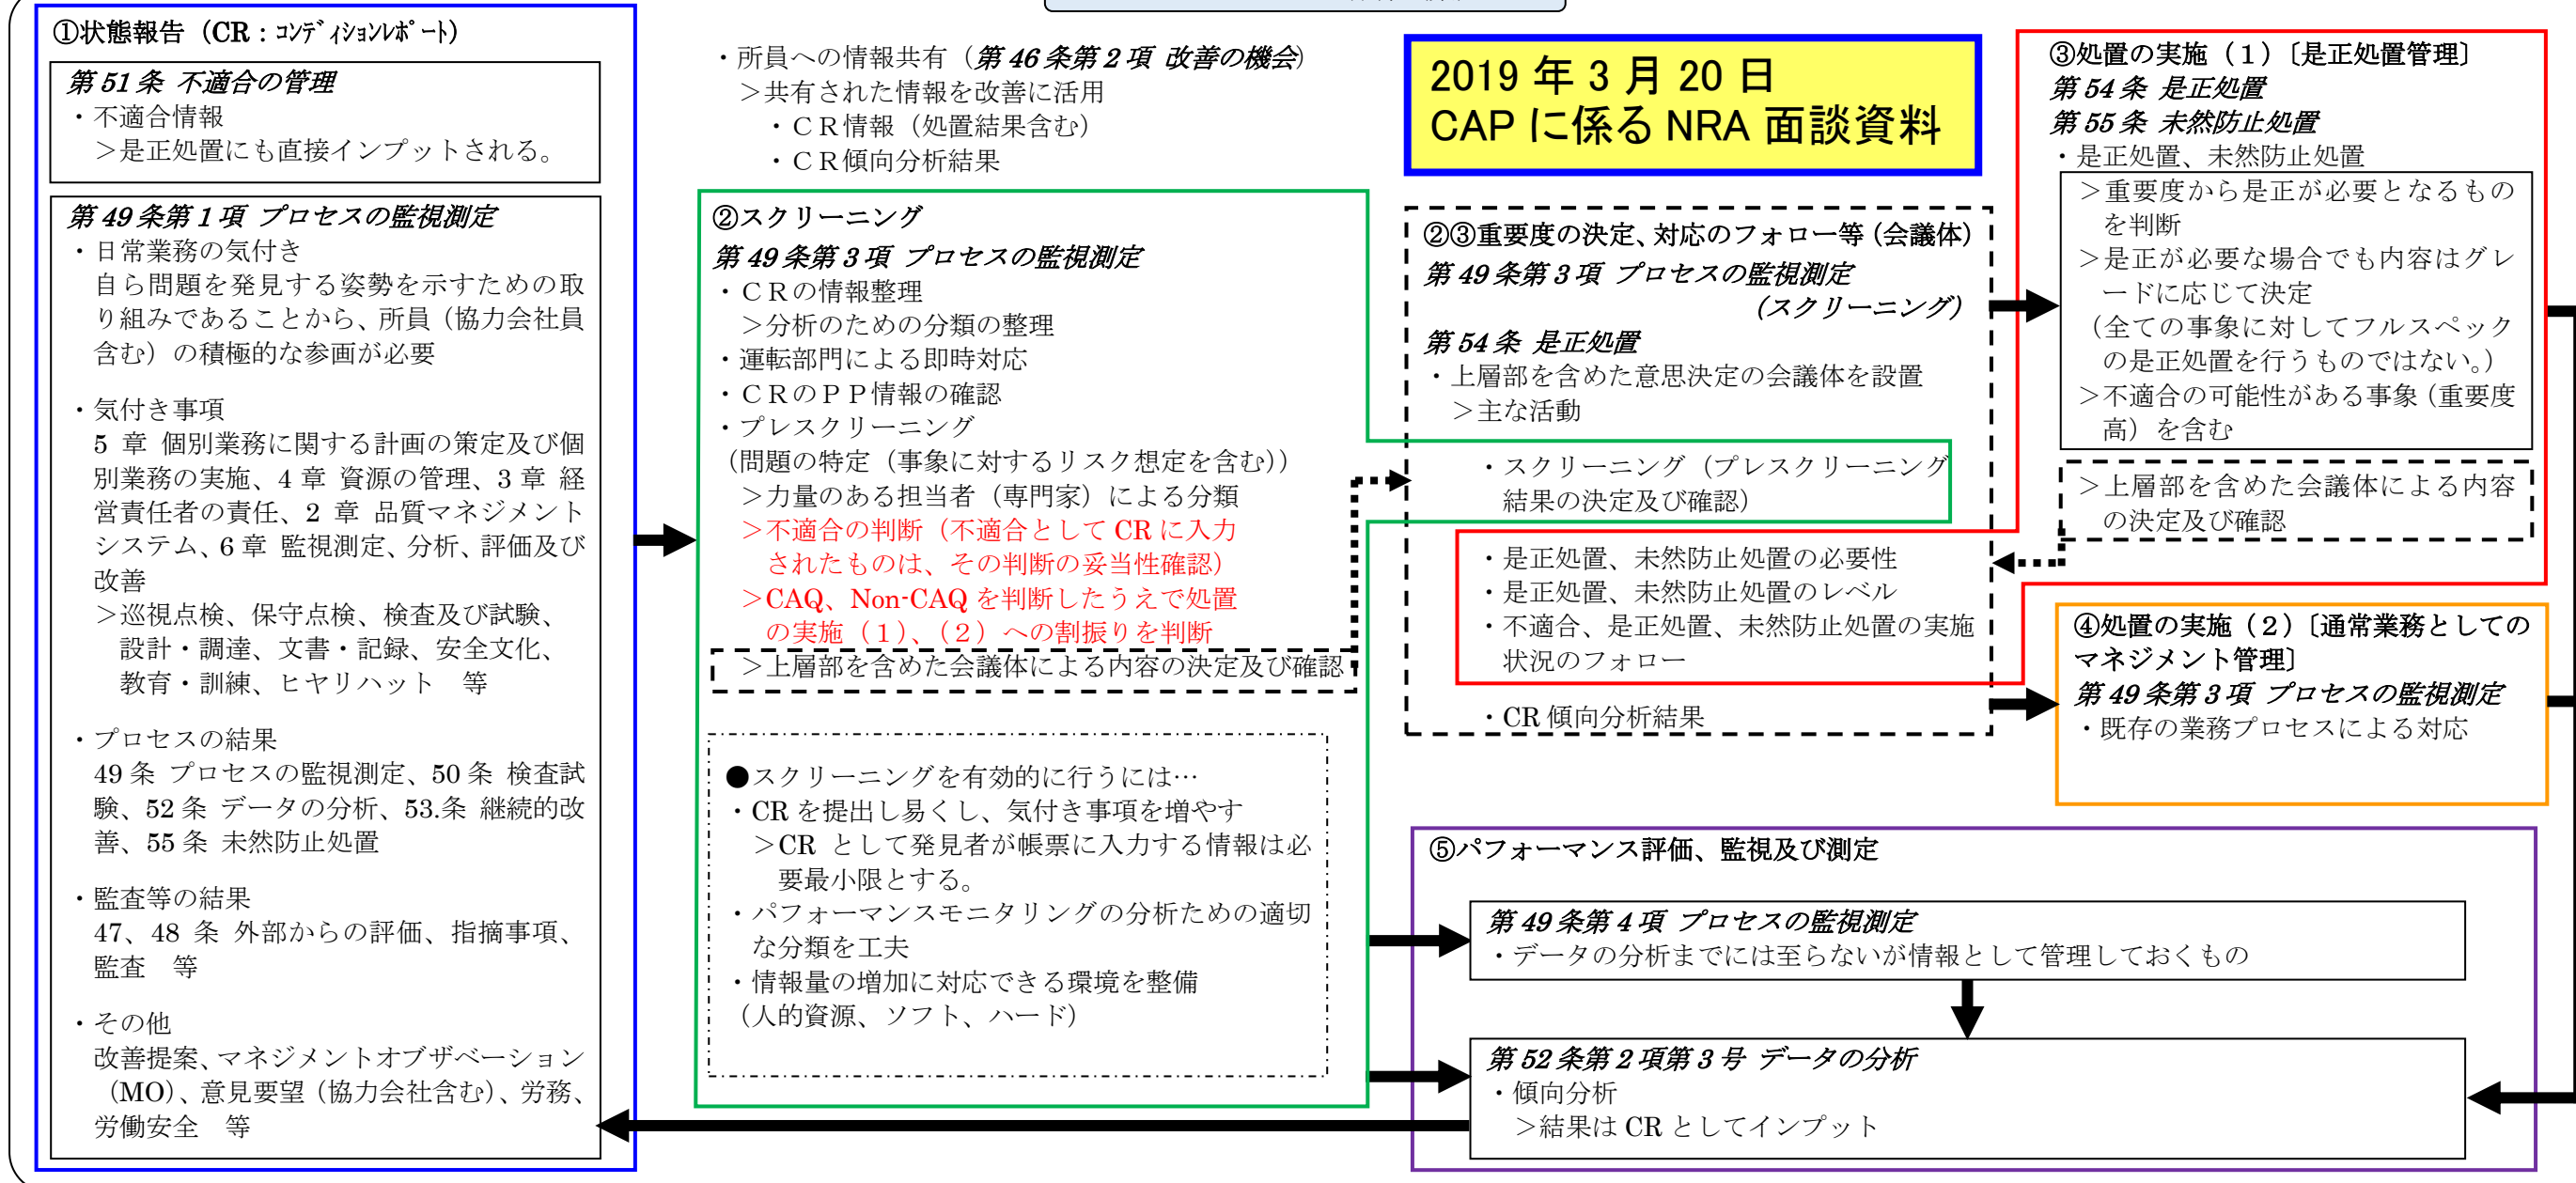 ①状態報告（CR：ｺﾝﾃﾞｨｼｮﾝﾚﾎﾟｰﾄ）
第51条 不適合の管理
・不適合情報
＞是正処置にも直接インプットされる。
第49条第1項 プロセスの監視測定
・日常業務の気付き
自ら問題を発見する姿勢を示すための取
り組みであることから、所員（協力会社員
含む）の積極的な参画が必要
・気付き事項
5 章 個別業務に関する計画の策定及び個
別業務の実施、4 章 資源の管理、3 章 経
営責任者の責任、2 章 品質マネジメント
システム、6 章 監視測定、分析、評価及び
改善
＞巡視点検、保守点検、検査及び試験、
設計・調達、文書・記録、安全文化、
教育・訓練、ヒヤリハット　等
・プロセスの結果
49 条 プロセスの監視測定、50 条 検査試
験、52 条 データの分析、53.条 継続的改
善、55 条 未然防止処置
・監査等の結果
47、48 条 外部からの評価、指摘事項、
監査　等
・その他
改善提案、マネジメントオブザベーション
（MO）、意見要望（協力会社含む）、労務、
労働安全　等
・所員への情報共有（第46条第2項 改善の機会）
＞共有された情報を改善に活用
・ＣＲ情報（処置結果含む）
・ＣＲ傾向分析結果
②スクリーニング
第49条第3項 プロセスの監視測定
・ＣＲの情報整理
＞分析のための分類の整理
・運転部門による即時対応
・ＣＲのＰＰ情報の確認
・プレスクリーニング
（問題の特定（事象に対するリスク想定を含む））
＞力量のある担当者（専門家）による分類
＞不適合の判断（不適合として CR に入力
されたものは、その判断の妥当性確認）
＞CAQ、Non-CAQ を判断したうえで処置
の実施（１）、（２）への割振りを判断
＞上層部を含めた会議体による内容の決定及び確認
●スクリーニングを有効的に行うには…
・CR を提出し易くし、気付き事項を増やす
＞CR として発見者が帳票に入力する情報は必
要最小限とする。
・パフォーマンスモニタリングの分析ための適切
な分類を工夫
・情報量の増加に対応できる環境を整備
（人的資源、ソフト、ハード）
2019 年 3 月 20 日
CAP に係る NRA 面談資料
②③重要度の決定、対応のフォロー等（会議体）
第49条第3項 プロセスの監視測定
（スクリーニング）
第54条 是正処置
・上層部を含めた意思決定の会議体を設置
＞主な活動
・スクリーニング（プレスクリーニング
結果の決定及び確認）
・是正処置、未然防止処置の必要性
・是正処置、未然防止処置のレベル
・不適合、是正処置、未然防止処置の実施
状況のフォロー
・CR 傾向分析結果
③処置の実施（１）〔是正処置管理〕
第54条 是正処置
第55条 未然防止処置
・是正処置、未然防止処置
＞重要度から是正が必要となるもの
を判断
＞是正が必要な場合でも内容はグレ
ードに応じて決定
（全ての事象に対してフルスペック
の是正処置を行うものではない。）
＞不適合の可能性がある事象（重要度
高）を含む
＞上層部を含めた会議体による内容
の決定及び確認
④処置の実施（２）〔通常業務としての
マネジメント管理〕
第49条第3項 プロセスの監視測定
・既存の業務プロセスによる対応
⑤パフォーマンス評価、監視及び測定
第49条第4項 プロセスの監視測定
・データの分析までには至らないが情報として管理しておくもの
第52条第2項第3号 データの分析
・傾向分析
＞結果は CR としてインプット